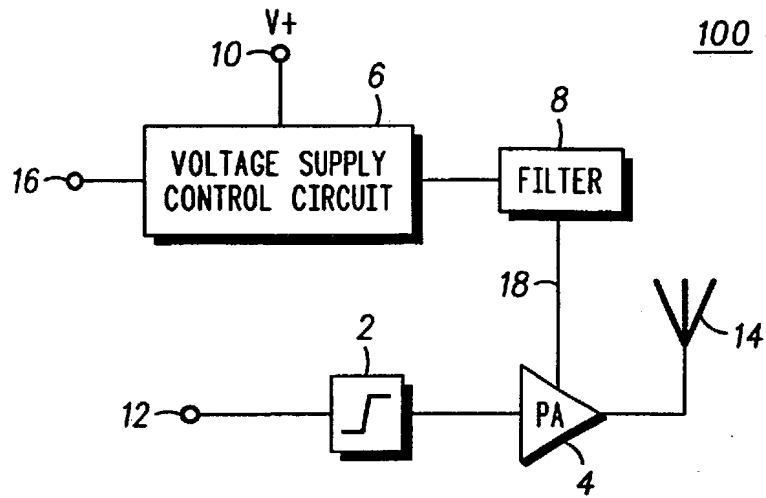 V+
10
100
6
8
16
VOLTAGE SUPPLY
CONTROL CIRCUIT
FILTER
18
14
2
12
PA
4